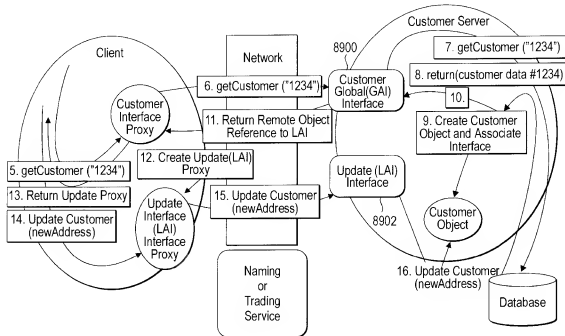 Client
Network
Customer Server
8900
7. getCustomer ("1234")
8. return(customer data #1234)
6. getCustomer ("1234")
Customer
Global(GAI)
Interface
10.
Customer
Interface
Proxy
11. Return Remote Object
Reference to LAI
9. Create Customer
Object and Associate
Interface
12. Create Update(LAI)
Proxy
5. getCustomer ("1234")
13. Return Update Proxy
14. Update Customer
(newAddress)
15. Update Customer
(newAddress)
Update (LAI)
Interface
8902
Update
Interface
(LAI)
Interface
Proxy
Customer
Object
16. Update Customer
(newAddress)
Naming
or
Trading
Service
Database